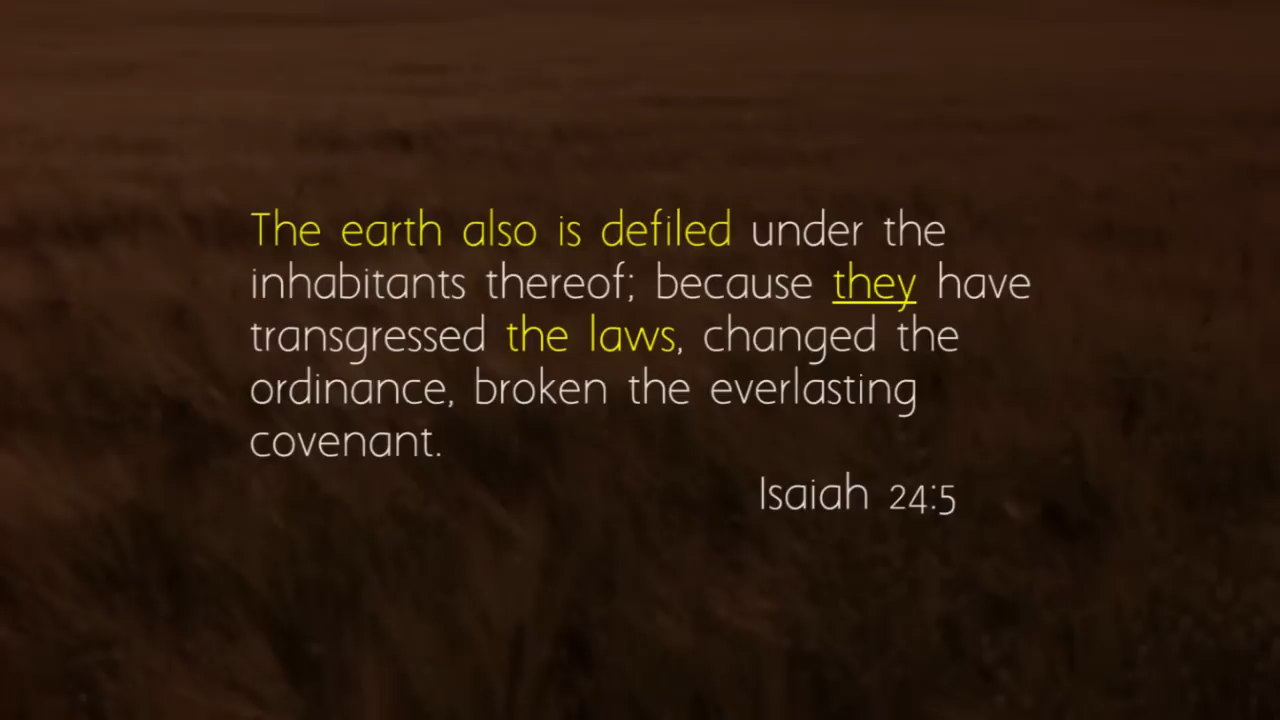 The earth also is defiled under the
inhabitants thereof; because they have
transgressed the laws, changed the
ordinance, broken the everlasting
covenant.
Isaiah 24:5